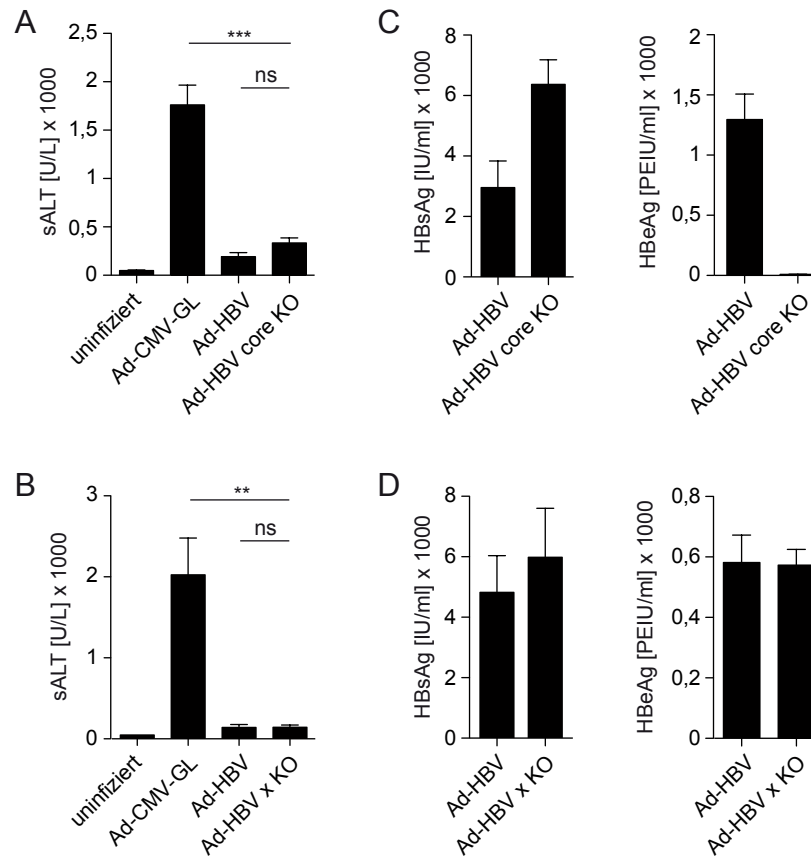 A
sALT [U/L] x 1000
2,5
2
1,5
1
0,5
0
***
ns
uninfiziert
Ad-CMV-GL
Ad-HBV
Ad-HBV core KO
C
HBsAg [IU/ml] x 1000
8
6
4
2
0
Ad-HBV
Ad-HBV core KO
HBeAg [PEIU/ml] x 1000
2
1,5
1
0,5
0
Ad-HBV
Ad-HBV core KO
B
sALT [U/L] x 1000
3
2
1
0
**
ns
uninfiziert
Ad-CMV-GL
Ad-HBV
Ad-HBV x KO
D
HBsAg [IU/ml] x 1000
8
6
4
2
0
Ad-HBV
Ad-HBV x KO
HBeAg [PEIU/ml] x 1000
0,8
0,6
0,4
0,2
0
Ad-HBV
Ad-HBV x KO